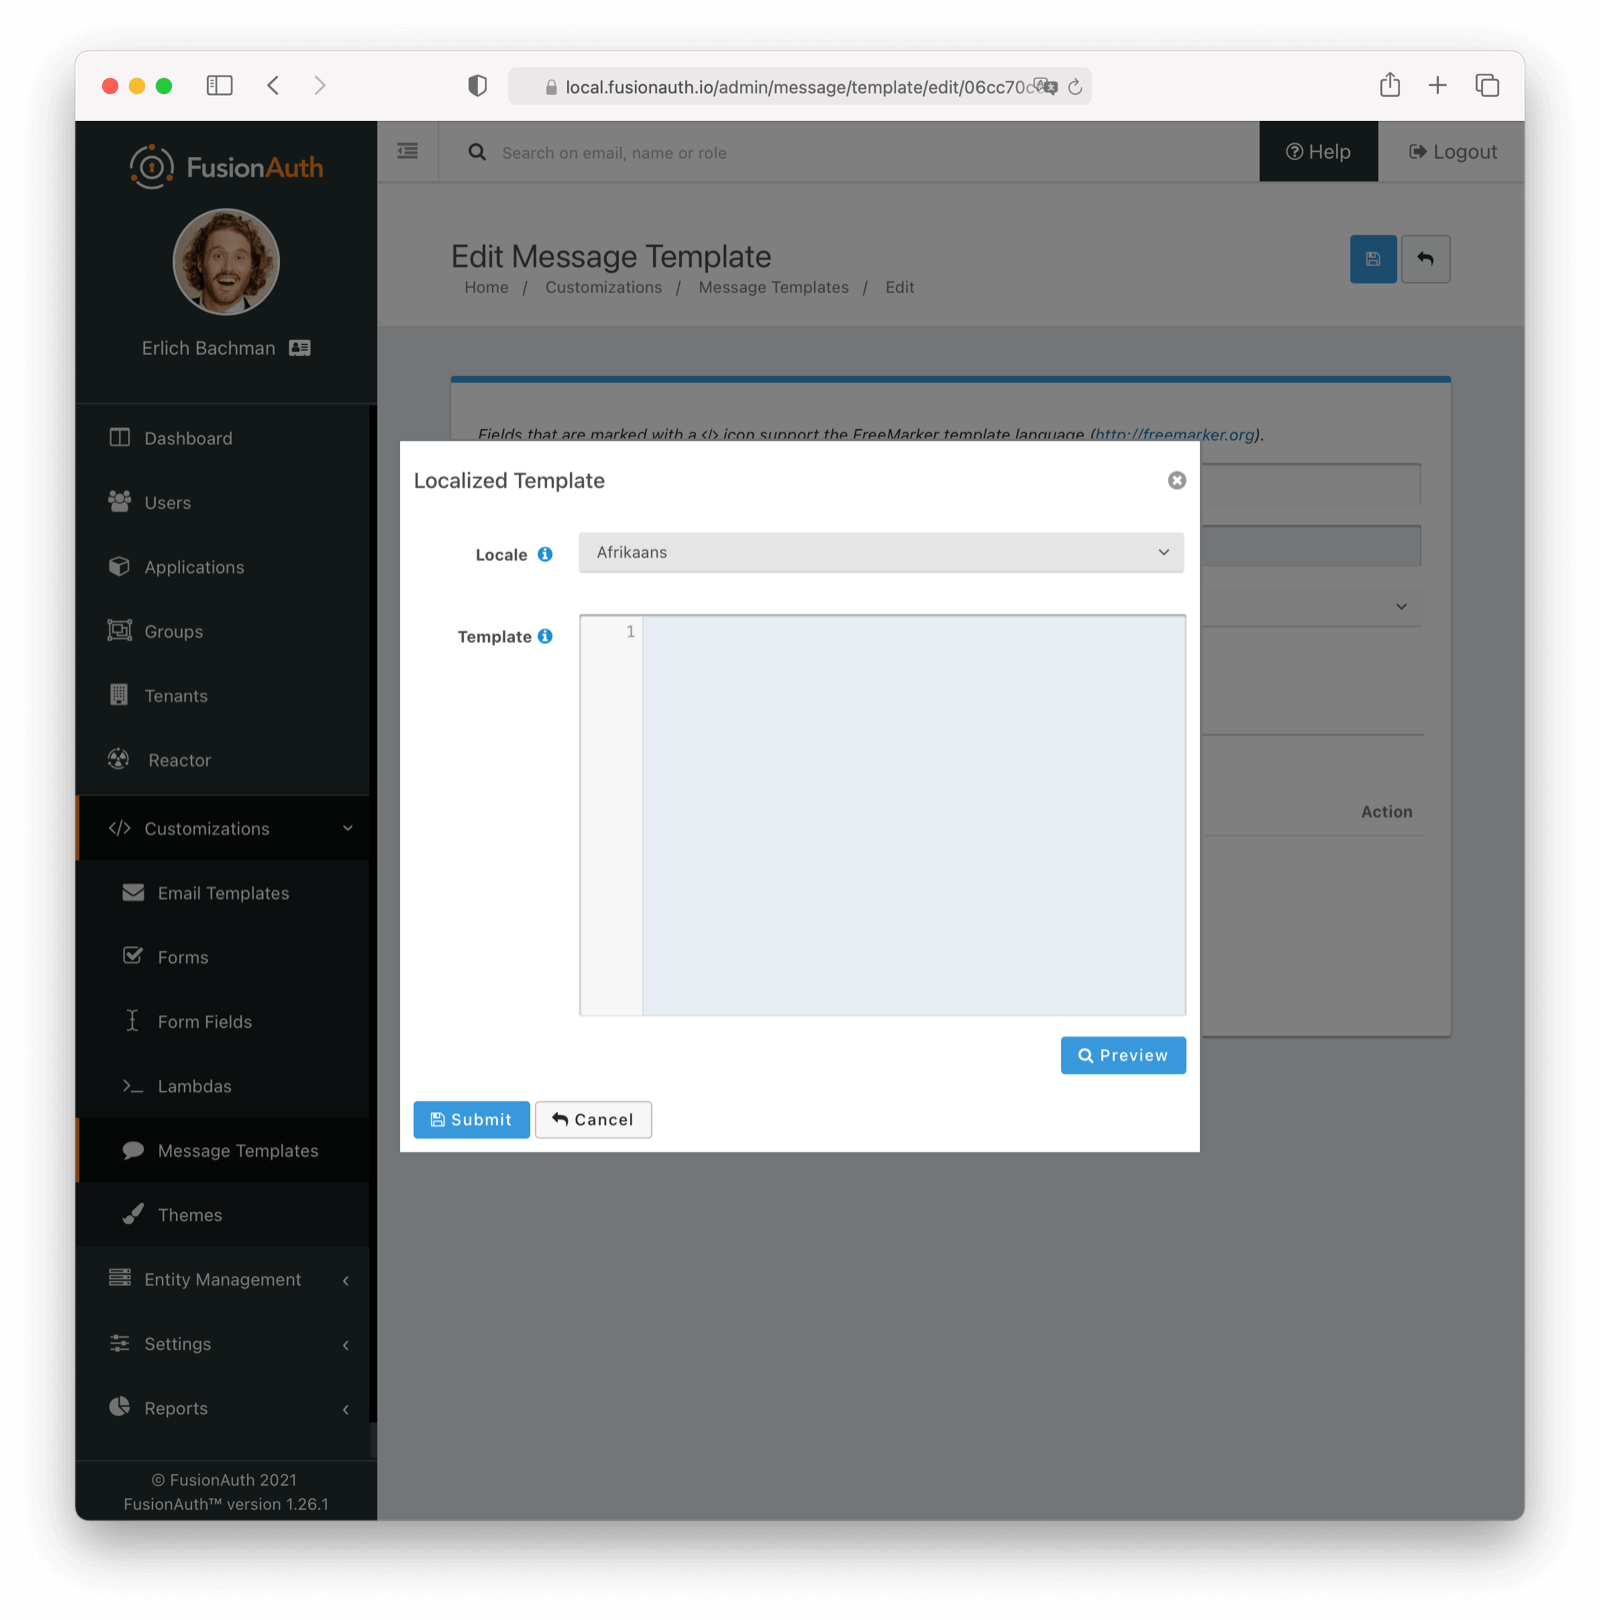 local.fusionauth.io/admin/message/template/edit/06cc70c
FusionAuth
Search on email, name or role
Help
Logout
Erlich Bachman
Edit Message Template
Home / Customizations / Message Templates / Edit
Fields that are marked with a </> icon support the FreeMarker template language (http://freemarker.org).
Dashboard
Users
Applications
Groups
Tenants
Reactor
Customizations
Email Templates
Forms
Form Fields
Lambdas
Message Templates
Themes
Entity Management
Settings
Reports
© FusionAuth 2021
FusionAuth™ version 1.26.1
Localized Template
Locale
Afrikaans
Template
1
Preview
Submit
Cancel
Action